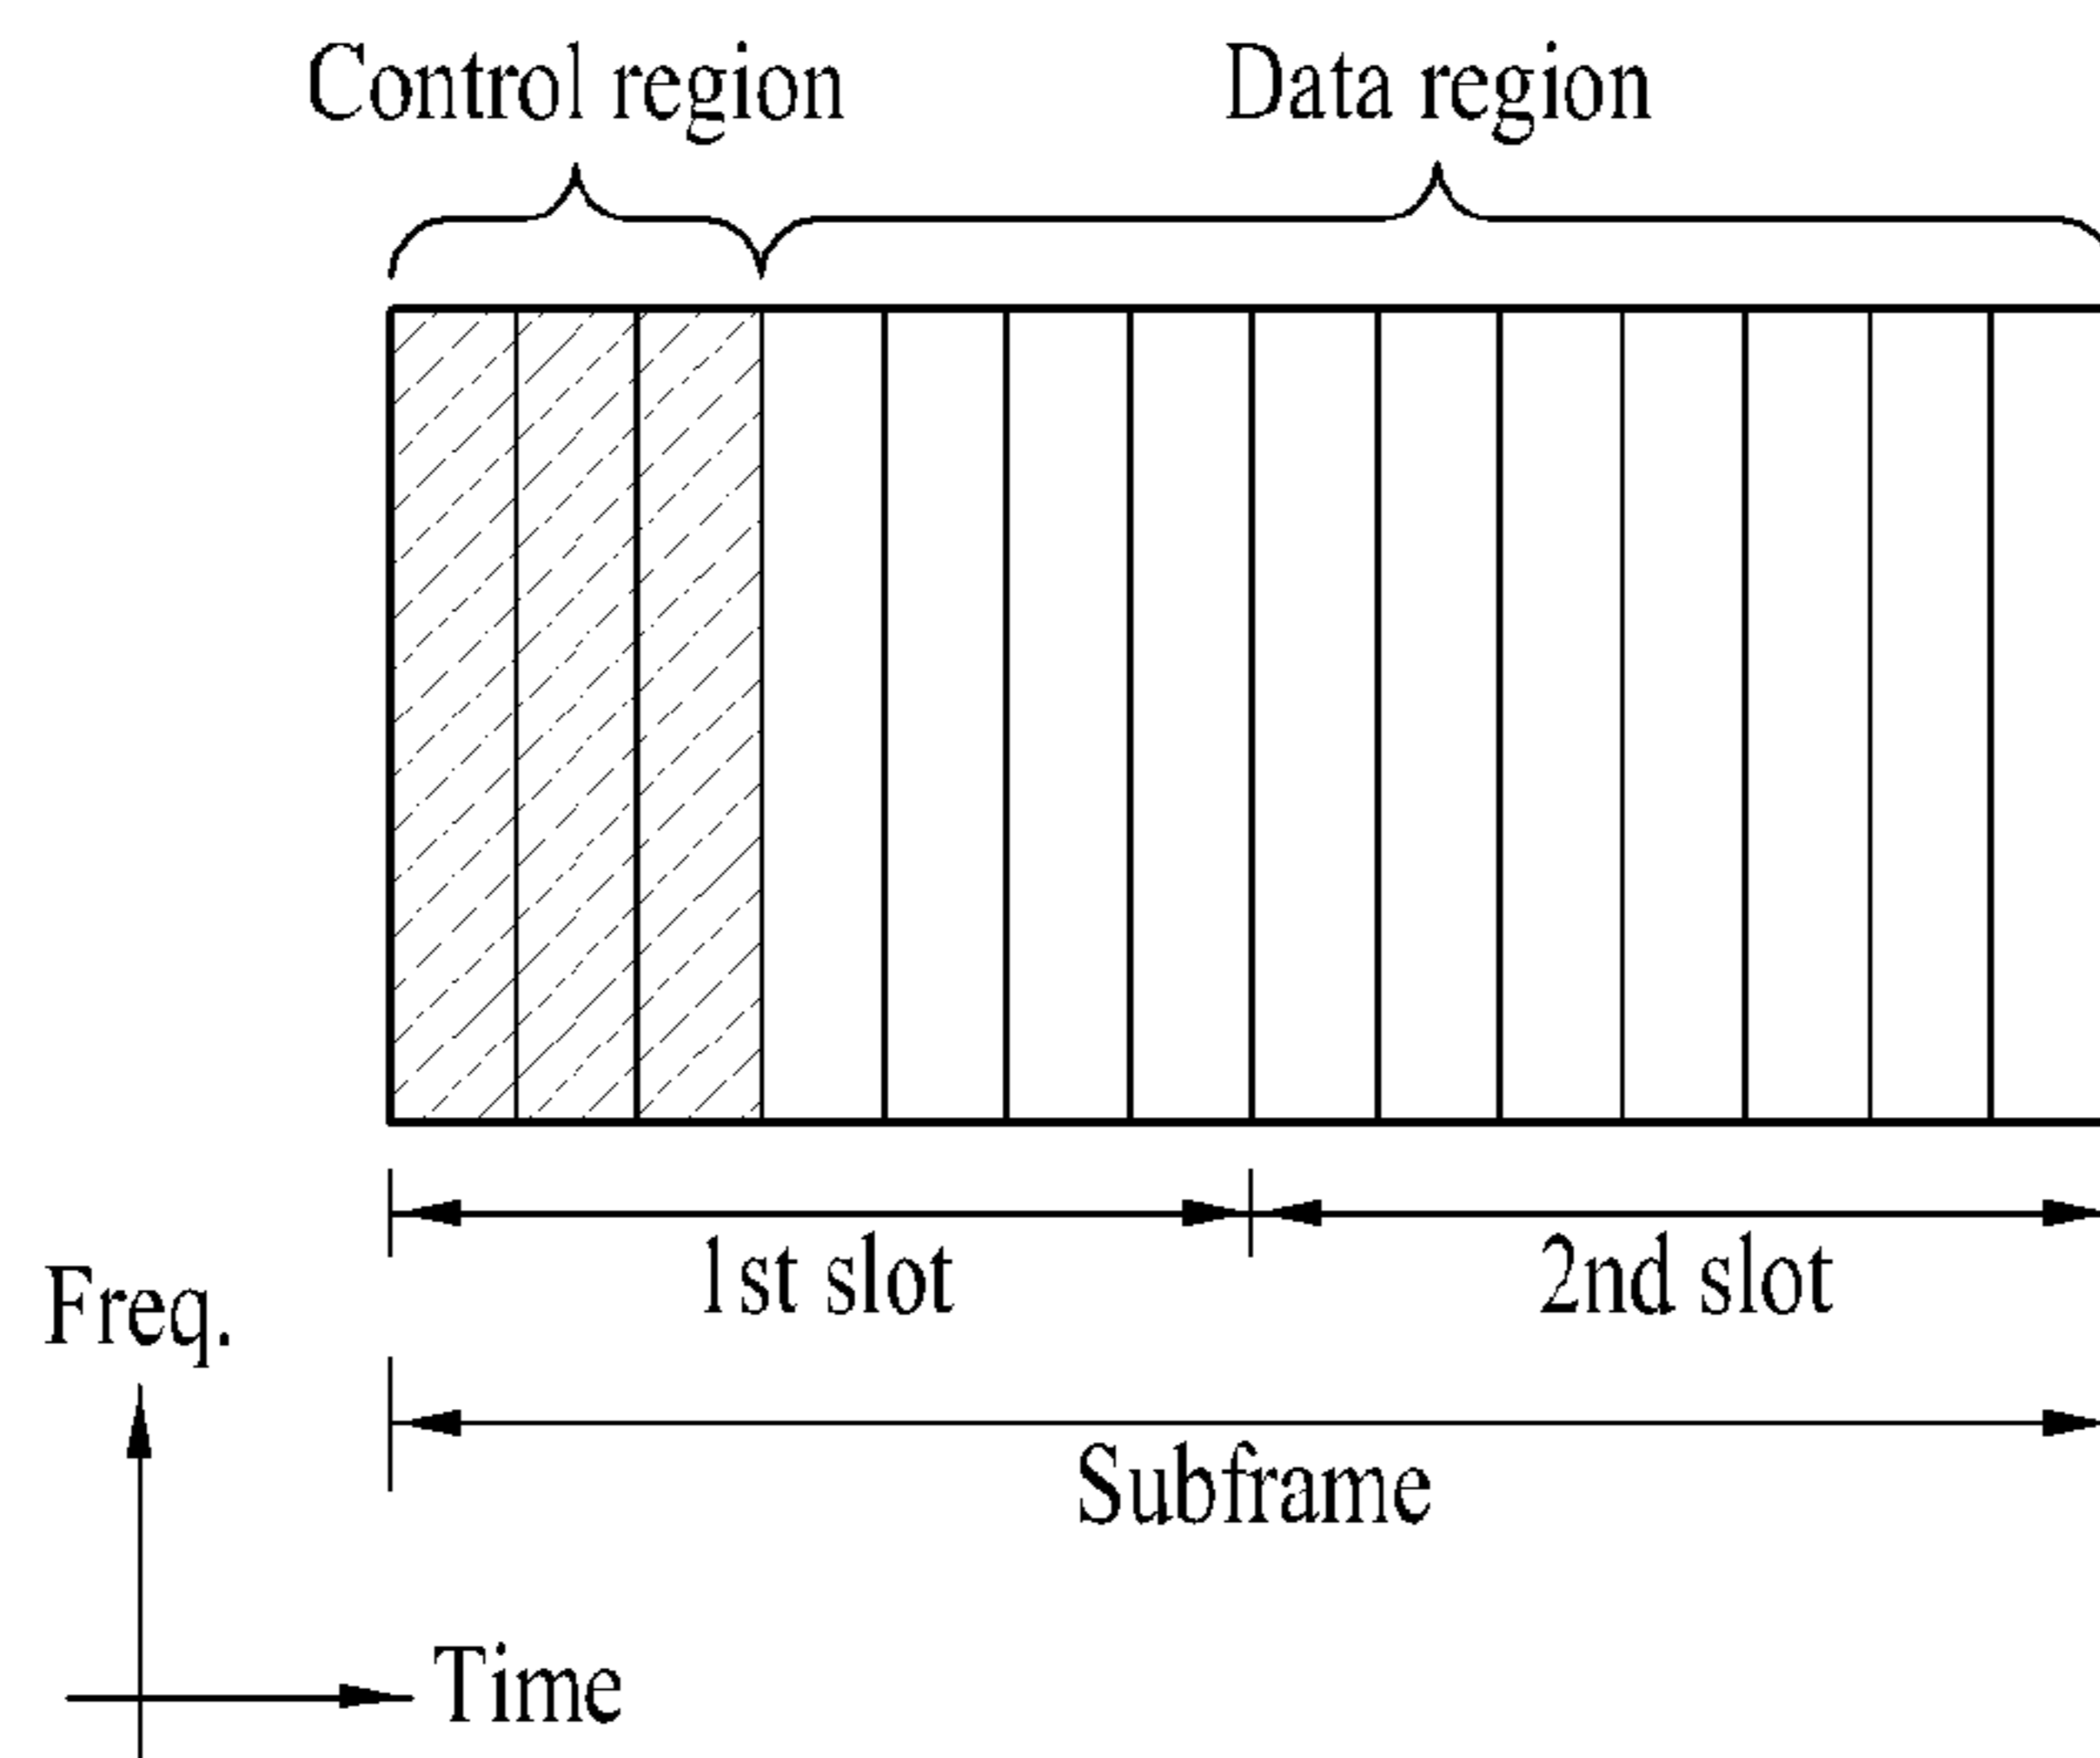 Control region
Data region
1st slot
2nd slot
Freq.
Subframe
Time